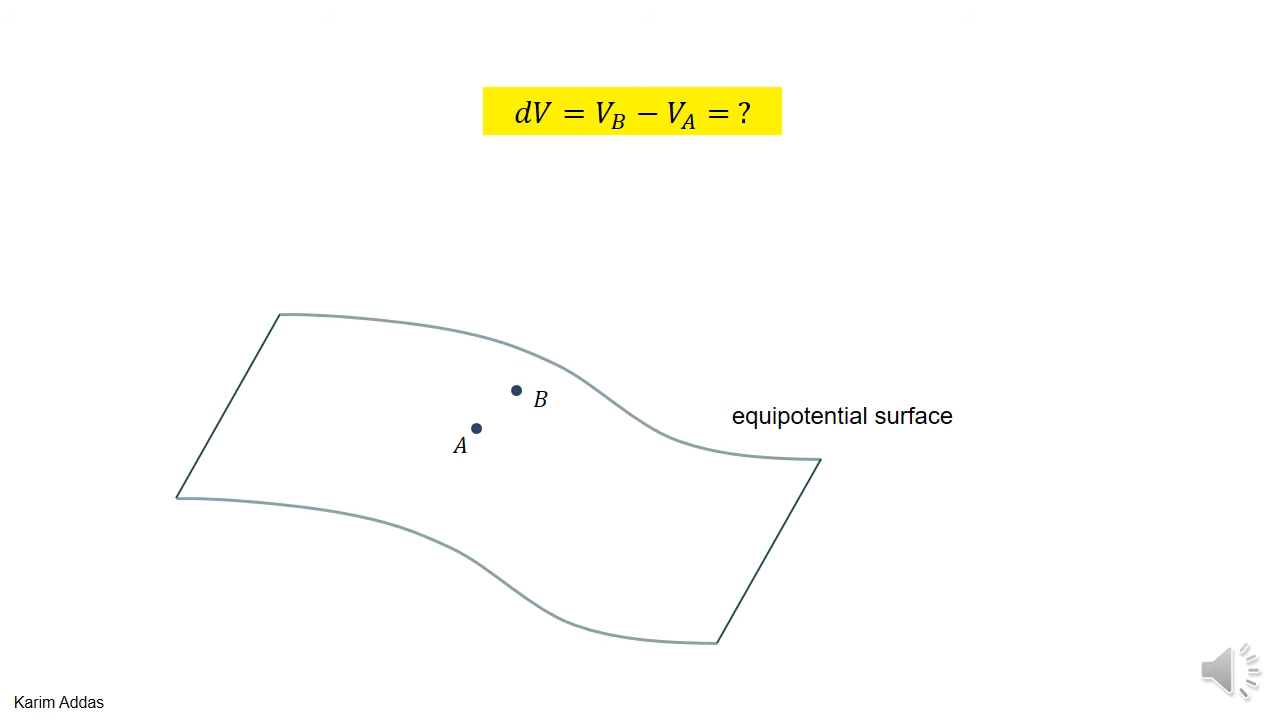 dV = V_B − V_A = ?
B
equipotential surface
A
Karim Addas